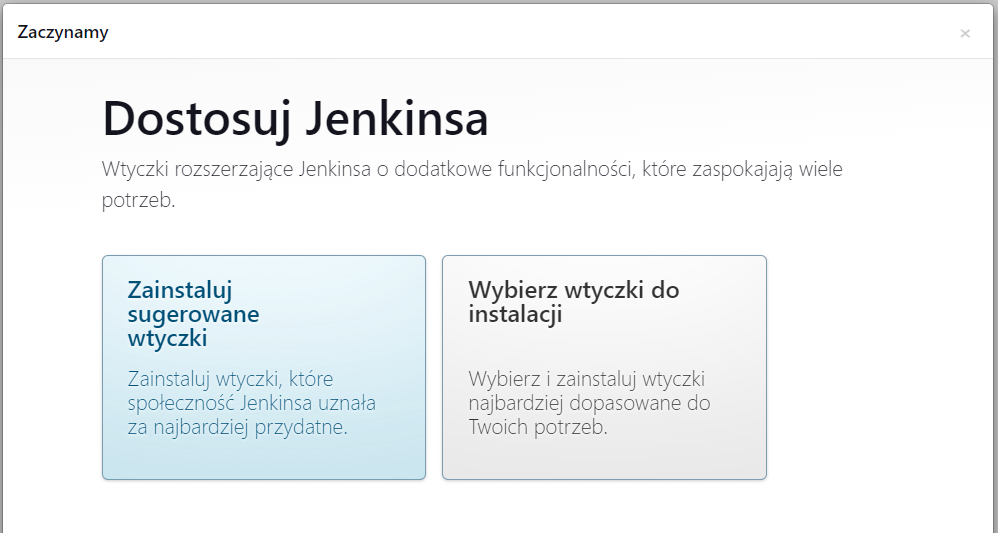 Zaczynamy
×
Dostosuj Jenkinsa
Wtyczki rozszerzające Jenkinsa o dodatkowe funkcjonalności, które zaspokajają wiele
potrzeb.
Zainstaluj
sugerowane
wtyczki
Zainstaluj wtyczki, które
społeczność Jenkinsa uznała
za najbardziej przydatne.
Wybierz wtyczki do
instalacji
Wybierz i zainstaluj wtyczki
najbardziej dopasowane do
Twoich potrzeb.